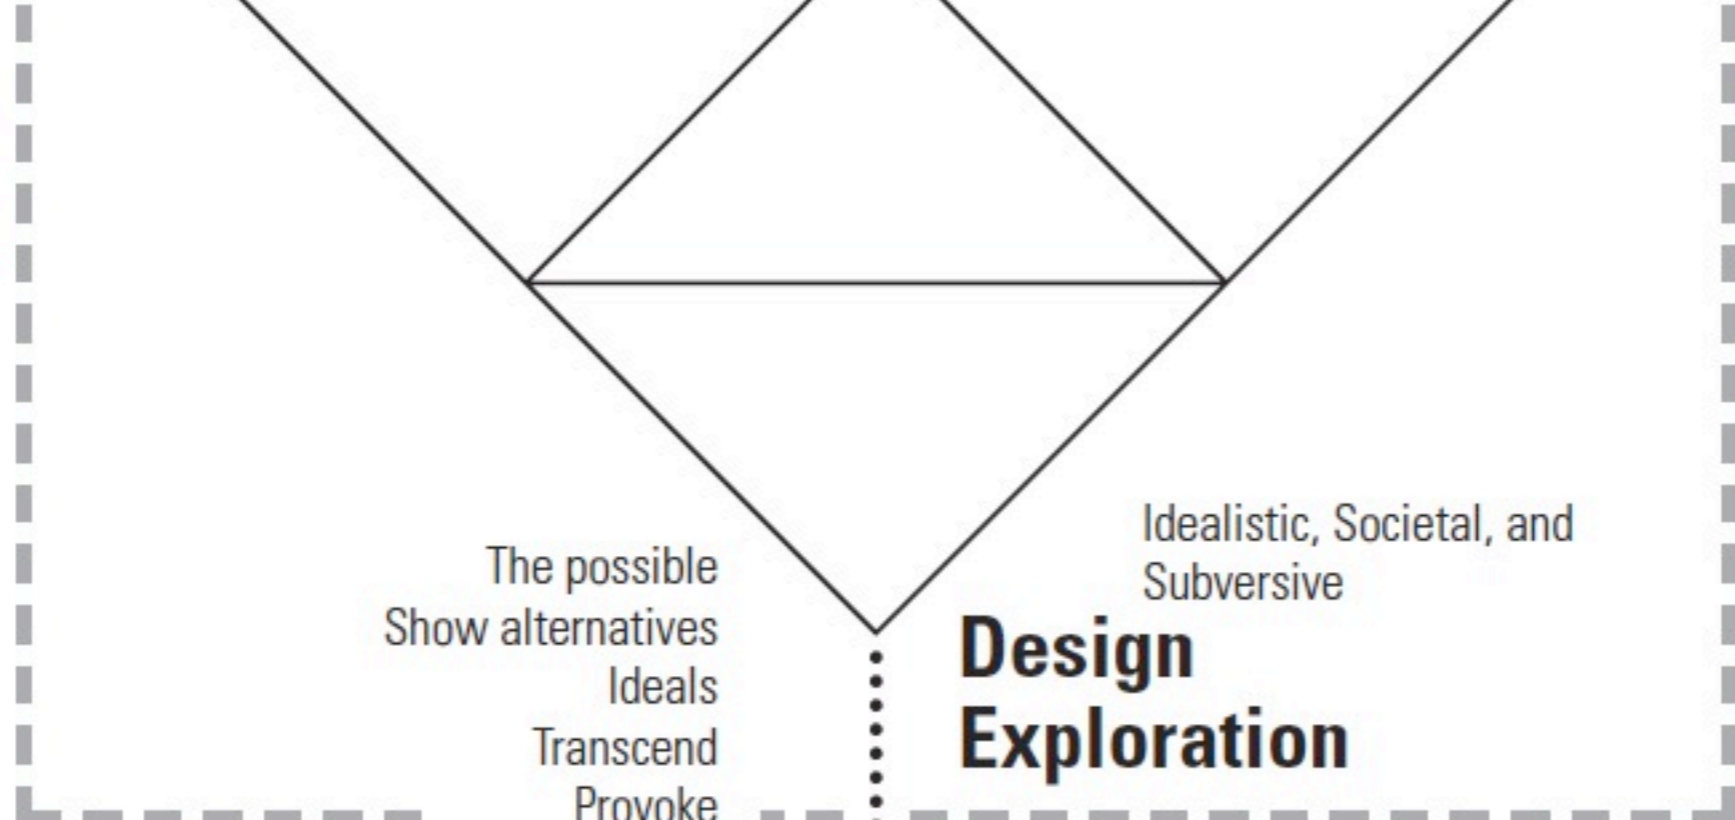 The possible
Show alternatives
Ideals
Transcend
Provoke
Idealistic, Societal, and
Subversive
Design
Exploration